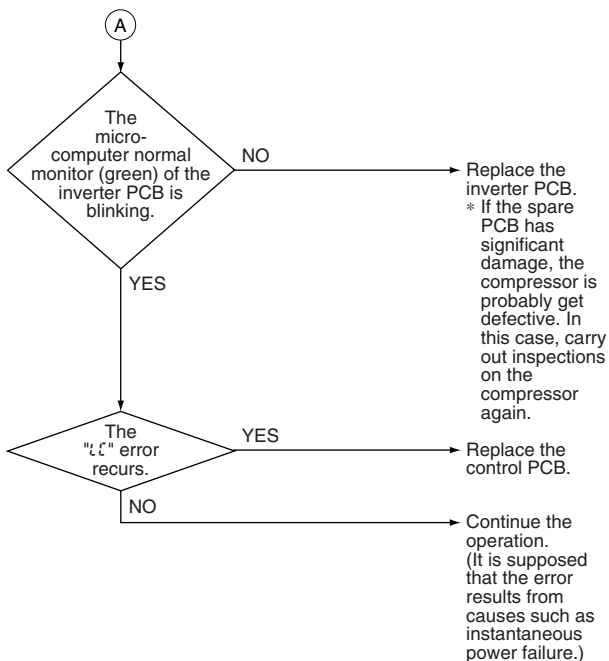 A
The
micro-
computer normal
monitor (green) of the
inverter PCB is
blinking.
NO
Replace the
inverter PCB.
* If the spare
PCB has
significant
damage, the
compressor is
probably get
defective. In
this case, carry
out inspections
on the
compressor
again.
YES
The
"LC" error
recurs.
YES
Replace the
control PCB.
NO
Continue the
operation.
(It is supposed
that the error
results from
causes such as
instantaneous
power failure.)